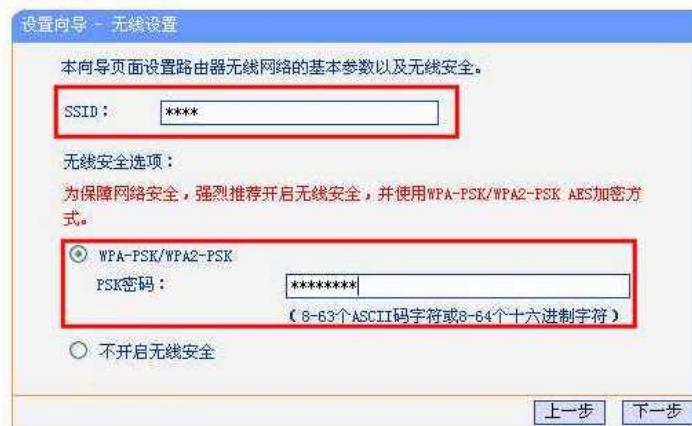 设置向导 - 无线设置
本向导页面设置路由器无线网络的基本参数以及无线安全。
SSID： ****
无线安全选项：
为保障网络安全，强烈推荐开启无线安全，并使用WPA-PSK/WPA2-PSK AES加密方
式。
WPA-PSK/WPA2-PSK
PSK密码： ********
（8-63个ASCII码字符或8-64个十六进制字符）
不开启无线安全
上一步 下一步